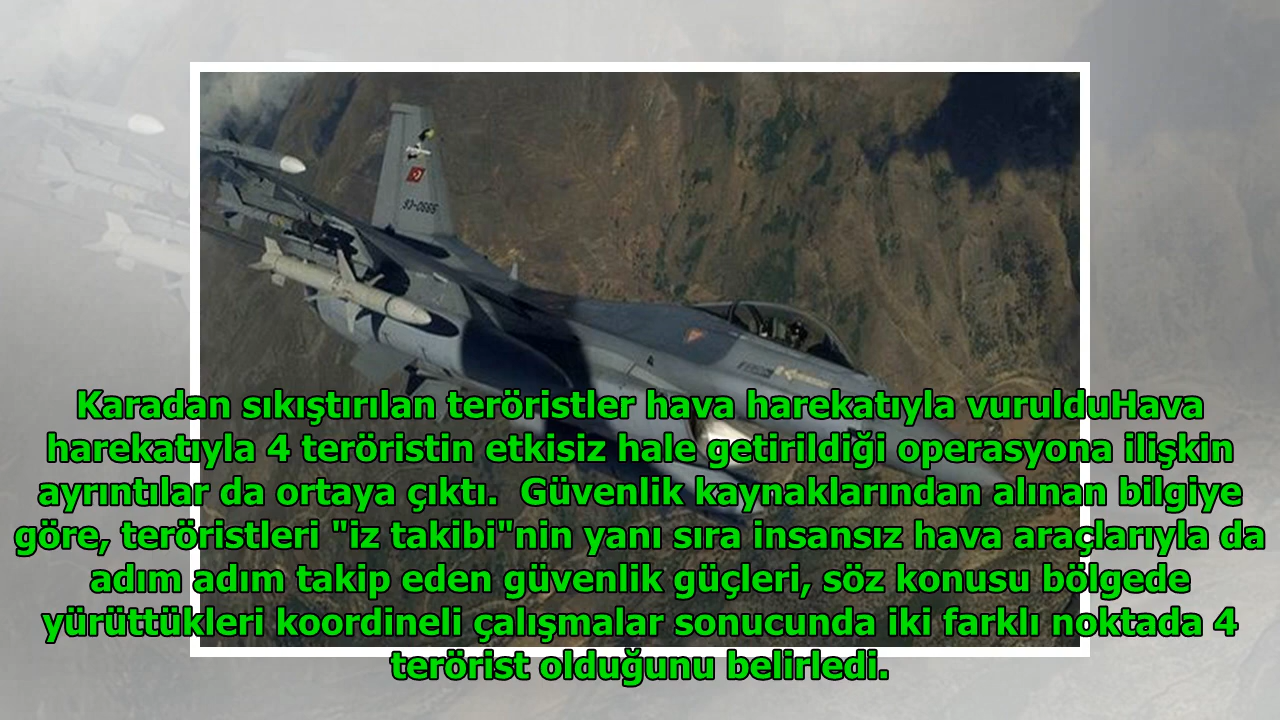 93-0665
Karadan sıkıştırılan teröristler hava harekatıyla vurulduHava
harekatıyla 4 teröristin etkisiz hale getirildiği operasyona ilişkin
ayrıntılar da ortaya çıktı.  Güvenlik kaynaklarından alınan bilgiye
göre, teröristleri "iz takibi"nin yanı sıra insansız hava araçlarıyla da
adım adım takip eden güvenlik güçleri, söz konusu bölgede
yürüttükleri koordineli çalışmalar sonucunda iki farklı noktada 4
terörist olduğunu belirledi.